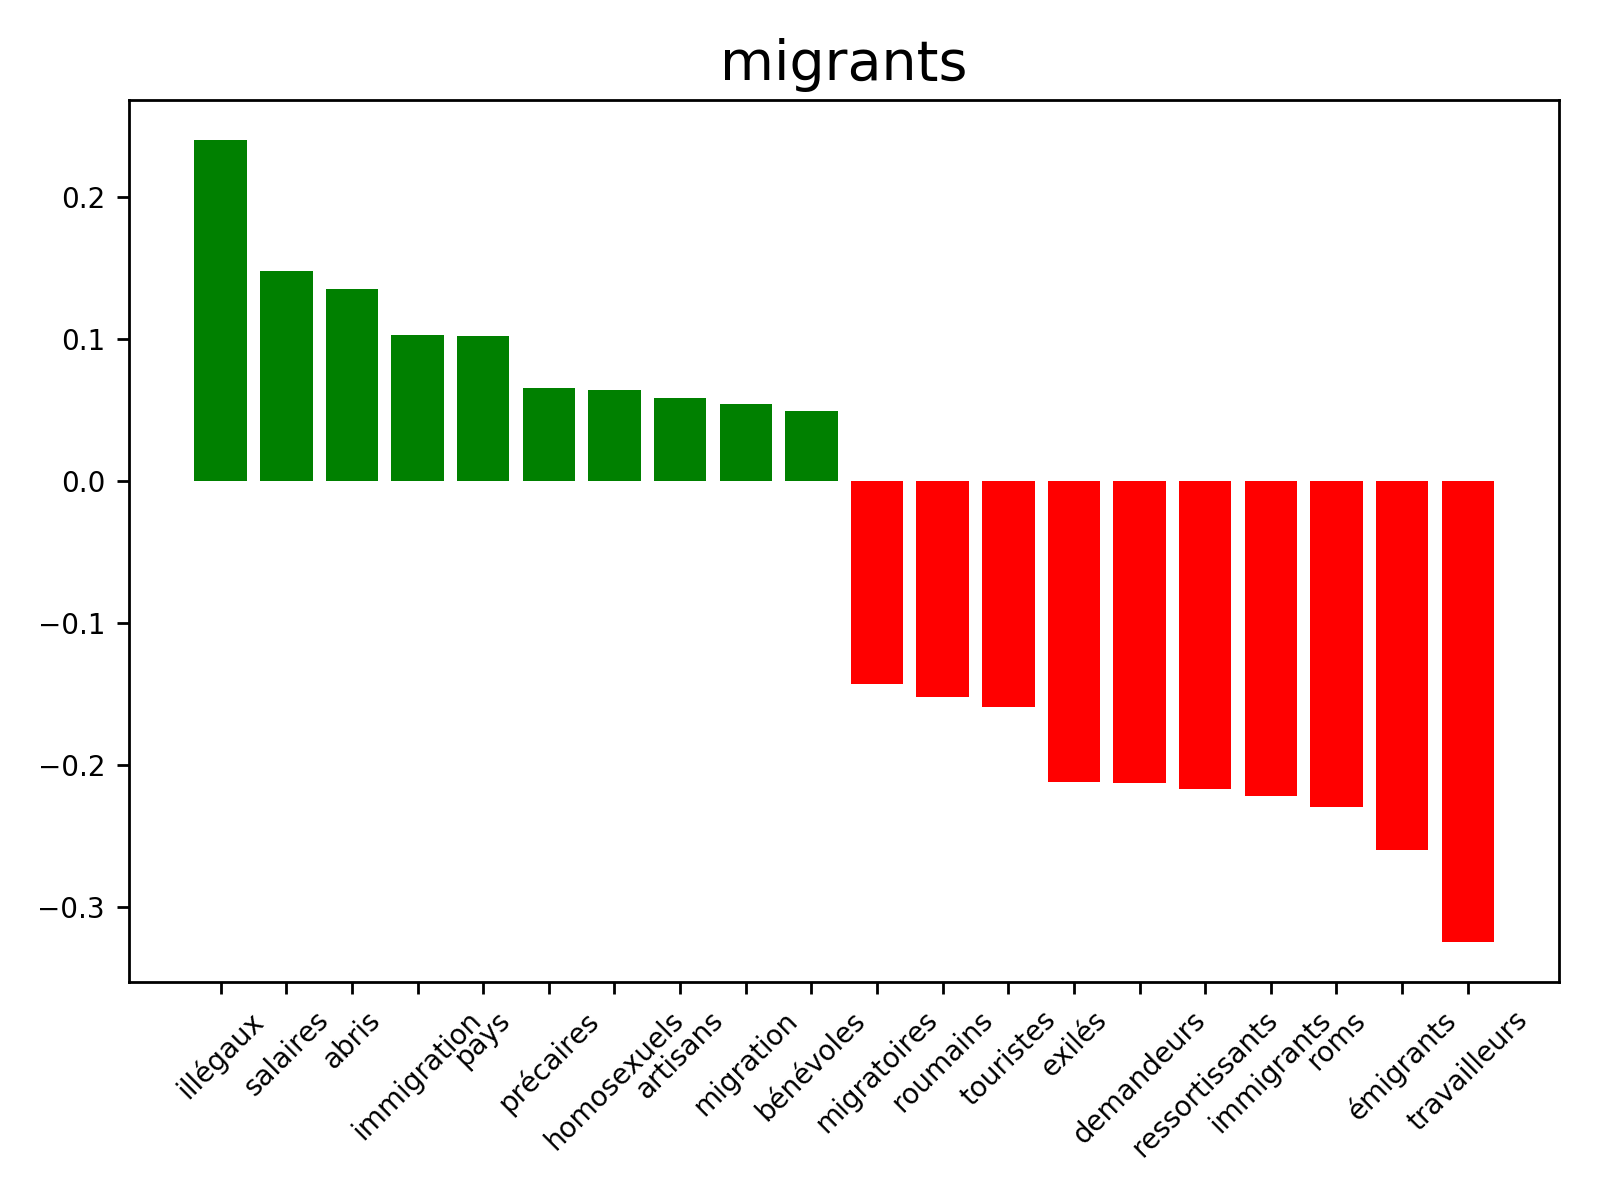 migrants
0.2
0.1
0.0
−0.1
−0.2
−0.3
illégaux
salaires
abris
immigration
pays
précaires
homosexuels
artisans
migration
bénévoles
migratoires
roumains
touristes
exilés
demandeurs
ressortissants
immigrants
roms
émigrants
travailleurs